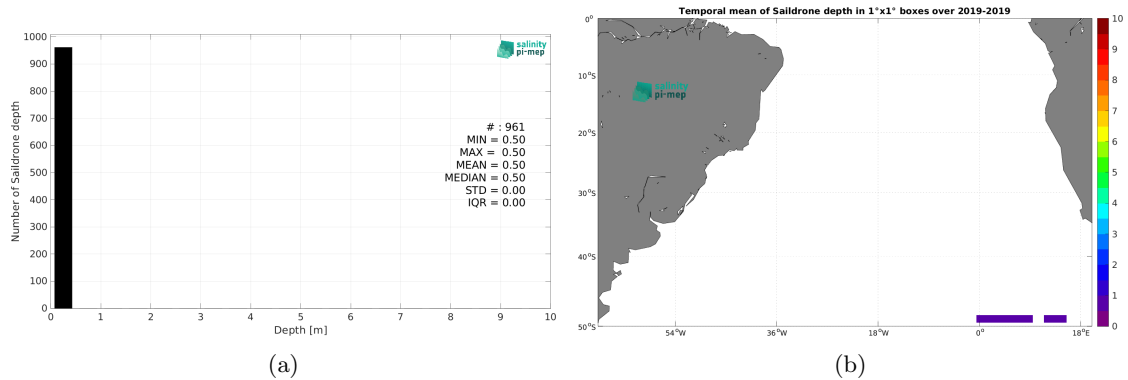 1000
900
800
700
600
500
400
300
200
100
0
Number of Saildrone depth
salinity
pi-mep
# : 961
MIN = 0.50
MAX = 0.50
MEAN = 0.50
MEDIAN = 0.50
STD = 0.00
IQR = 0.00
0 1 2 3 4 5 6 7 8 9 10
Depth [m]
(a)
Temporal mean of Saildrone depth in 1°x1° boxes over 2019-2019
0°
10°S
20°S
30°S
40°S
50°S
salinity
pi-mep
54°W 36°W 18°W 0° 18°E
10
9
8
7
6
5
4
3
2
1
0
(b)